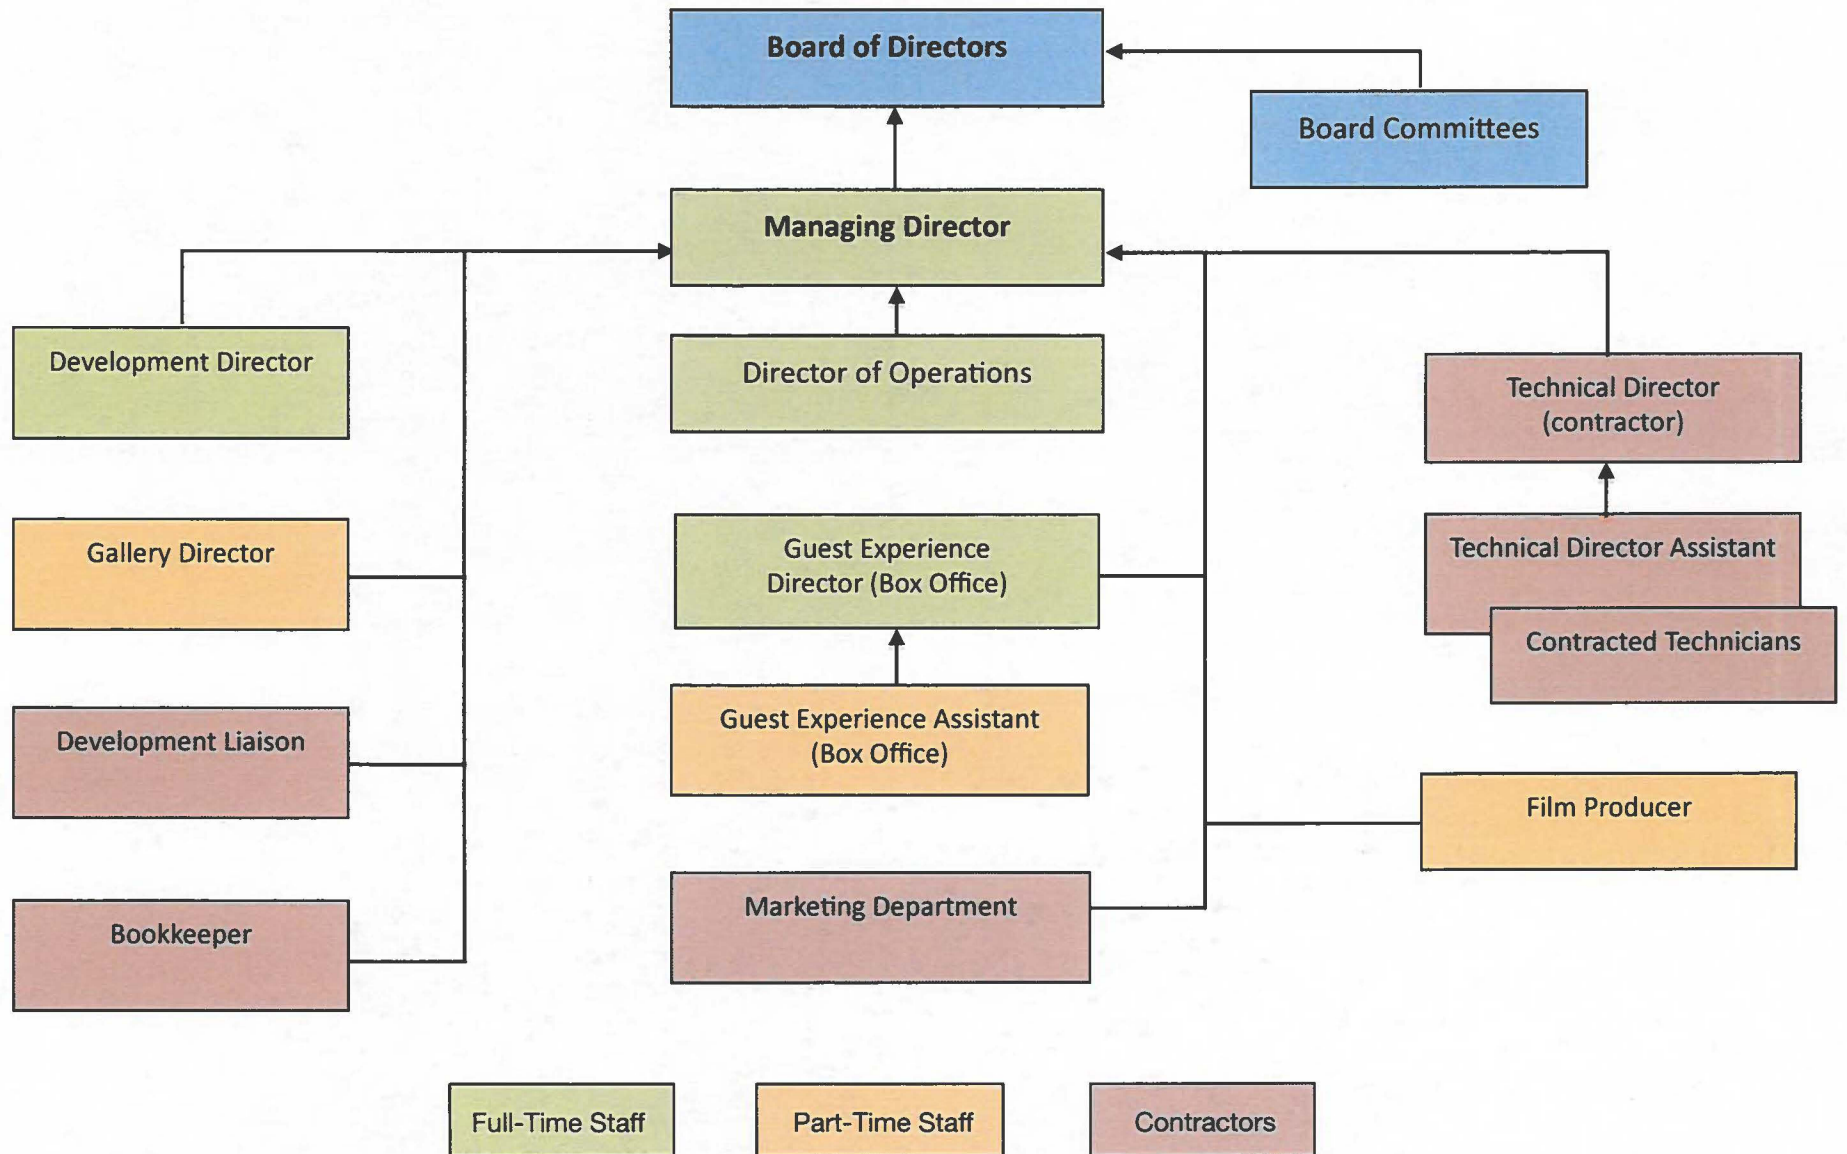 Board of Directors
Board Committees
Managing Director
Development Director
Director of Operations
Technical Director
(contractor)
Gallery Director
Guest Experience
Director (Box Office)
Technical Director Assistant
Contracted Technicians
Development Liaison
Guest Experience Assistant
(Box Office)
Film Producer
Bookkeeper
Marketing Department
Full-Time Staff
Part-Time Staff
Contractors